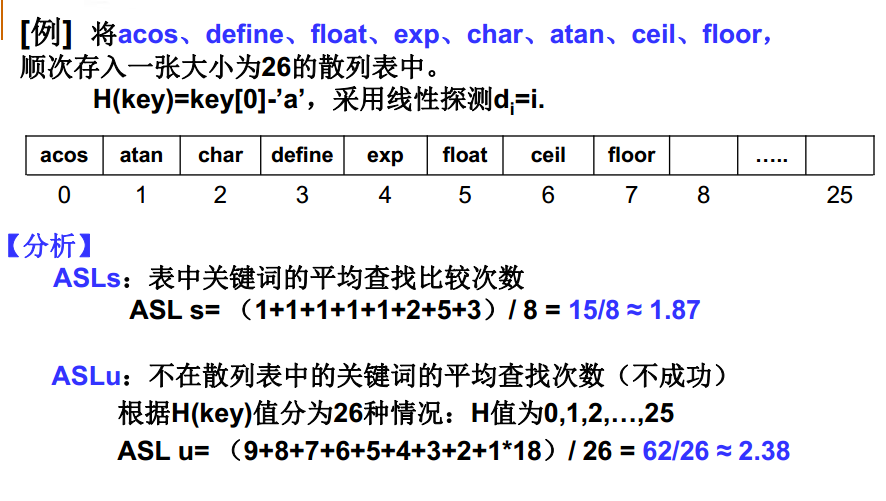 [例] 将acos、define、float、exp、char、atan、ceil、floor，
顺次存入一张大小为26的散列表中。
H(key)=key[0]-’a’，采用线性探测di=i.
acos atan char define exp float ceil floor …..
0 1 2 3 4 5 6 7 8 25
【分析】
ASLs：表中关键词的平均查找比较次数
ASL s= （1+1+1+1+1+2+5+3）/ 8 = 15/8 ≈ 1.87
ASLu：不在散列表中的关键词的平均查找次数（不成功）
根据H(key)值分为26种情况：H值为0,1,2,…,25
ASL u= （9+8+7+6+5+4+3+2+1*18）/ 26 = 62/26 ≈ 2.38